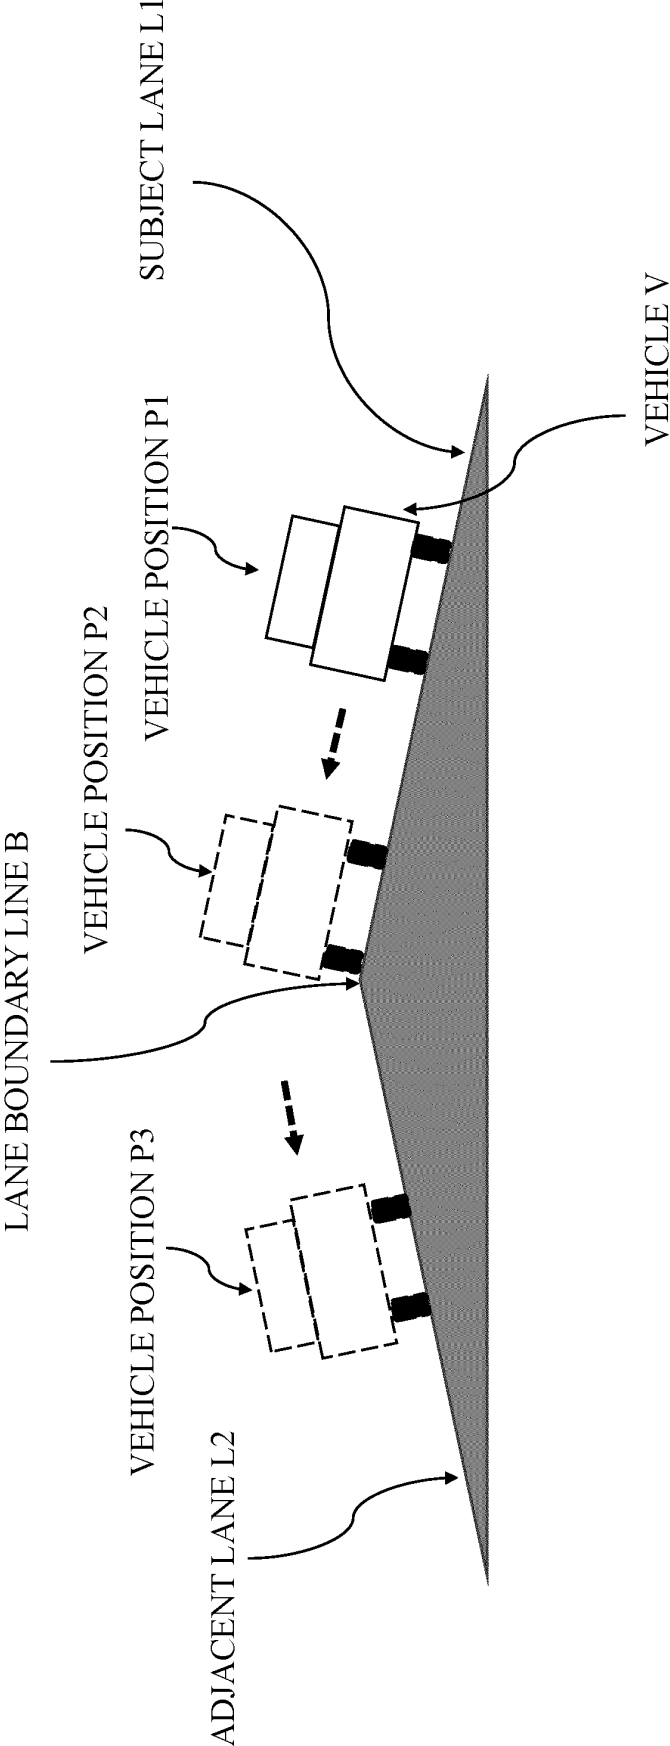 LANE BOUNDARY LINE B
VEHICLE POSITION P2
VEHICLE POSITION P3
VEHICLE POSITION P1
SUBJECT LANE L1
ADJACENT LANE L2
VEHICLE V